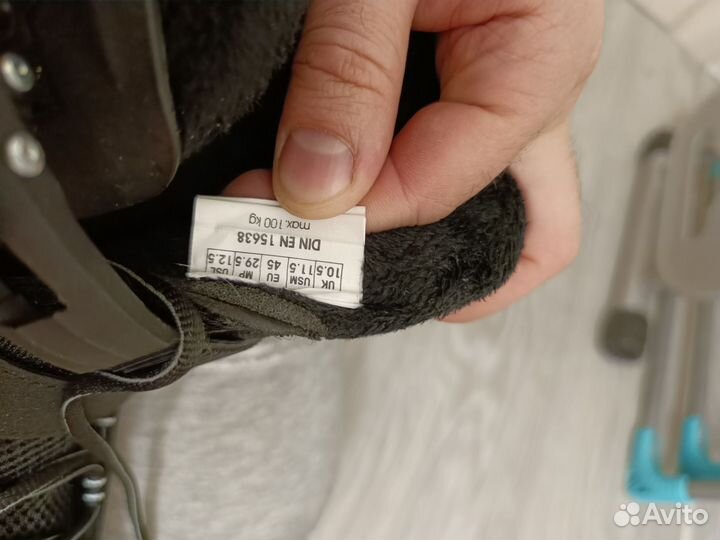 UK USM EU MP USL
10.5 11.5 45 29.5 12.5
DIN EN 15638
max. 100 kg
Avito